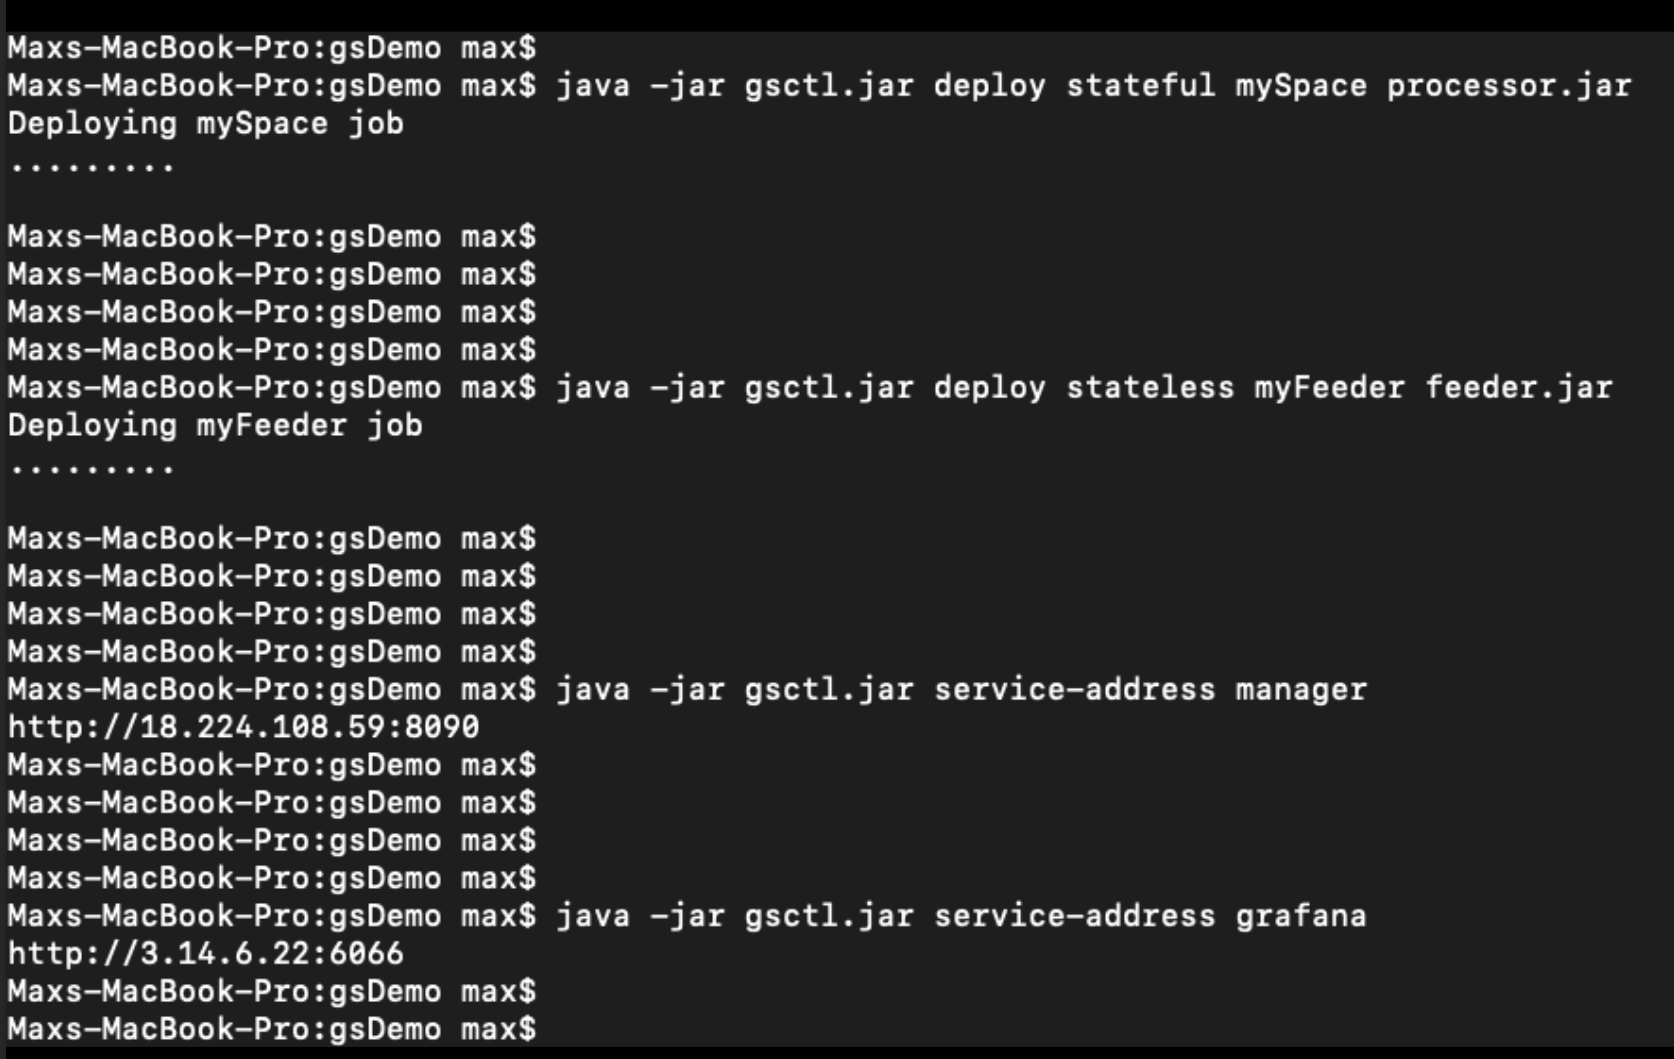 Maxs-MacBook-Pro:gsDemo max$
Maxs-MacBook-Pro:gsDemo max$ java -jar gsctl.jar deploy stateful mySpace processor.jar
Deploying mySpace job
.........
Maxs-MacBook-Pro:gsDemo max$
Maxs-MacBook-Pro:gsDemo max$
Maxs-MacBook-Pro:gsDemo max$
Maxs-MacBook-Pro:gsDemo max$
Maxs-MacBook-Pro:gsDemo max$ java -jar gsctl.jar deploy stateless myFeeder feeder.jar
Deploying myFeeder job
.........
Maxs-MacBook-Pro:gsDemo max$
Maxs-MacBook-Pro:gsDemo max$
Maxs-MacBook-Pro:gsDemo max$
Maxs-MacBook-Pro:gsDemo max$
Maxs-MacBook-Pro:gsDemo max$ java -jar gsctl.jar service-address manager
http://18.224.108.59:8090
Maxs-MacBook-Pro:gsDemo max$
Maxs-MacBook-Pro:gsDemo max$
Maxs-MacBook-Pro:gsDemo max$
Maxs-MacBook-Pro:gsDemo max$
Maxs-MacBook-Pro:gsDemo max$ java -jar gsctl.jar service-address grafana
http://3.14.6.22:6066
Maxs-MacBook-Pro:gsDemo max$
Maxs-MacBook-Pro:gsDemo max$